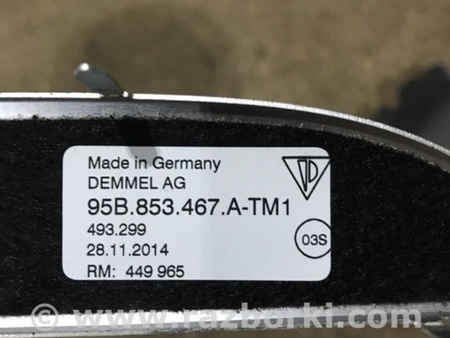 Made in Germany
DEMMEL AG
95B.853.467.A-TM1
493.299
28.11.2014
RM: 449 965
03S
© www.razborki.com